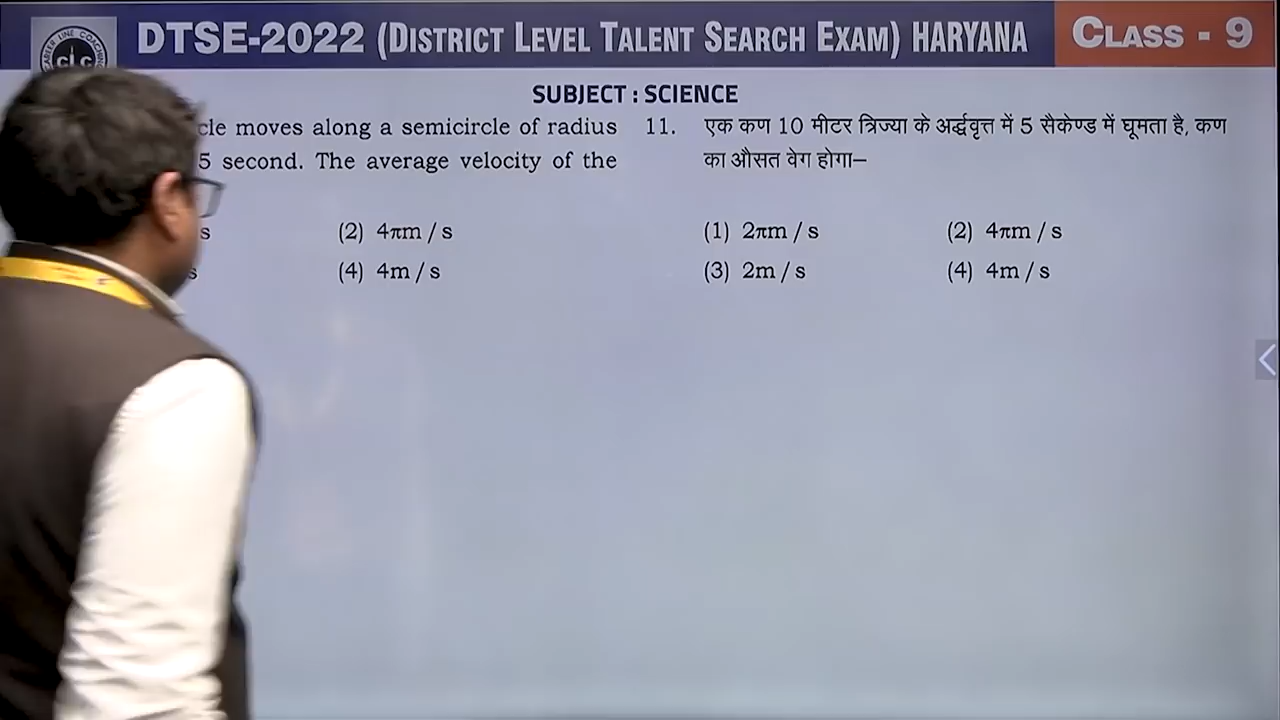 DTSE-2022 (DISTRICT LEVEL TALENT SEARCH EXAM) HARYANA
CLASS - 9
CLC
SUBJECT : SCIENCE
cle moves along a semicircle of radius
5 second. The average velocity of the
s
(2) 4πm / s
s
(4) 4m / s
11. एक कण 10 मीटर त्रिज्या के अर्द्धवृत्त में 5 सैकेण्ड में घूमता है, कण
का औसत वेग होगा–
(1) 2πm / s (2) 4πm / s
(3) 2m / s (4) 4m / s